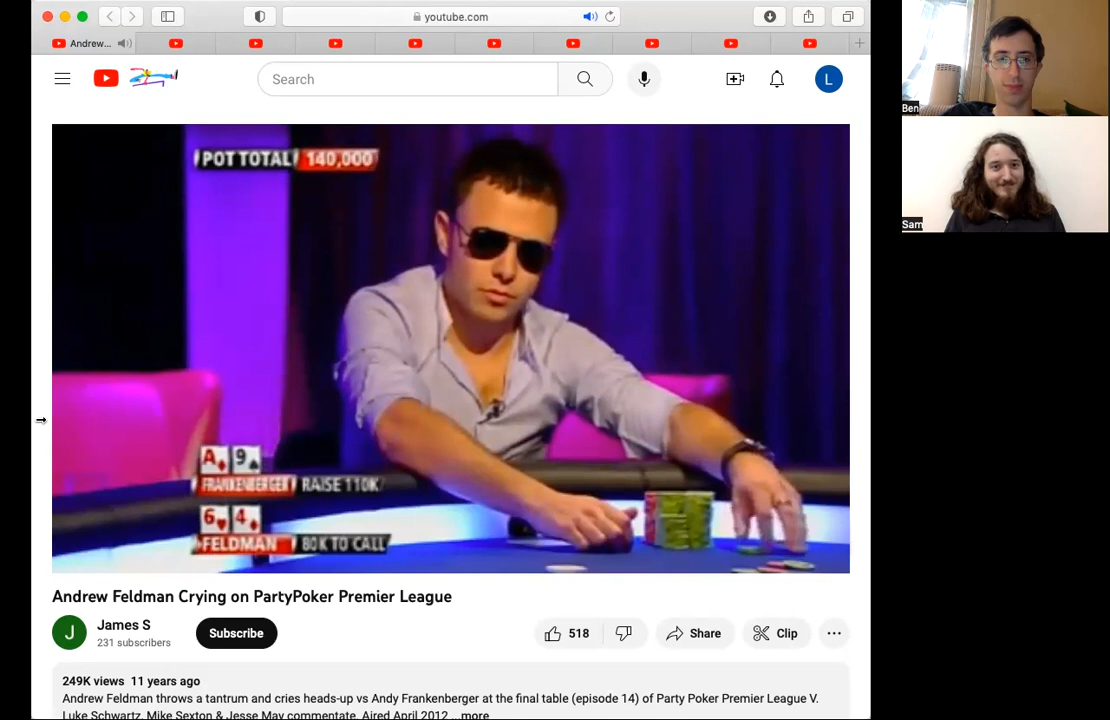 youtube.com
Andrew...
Search
L
POT TOTAL 140,000
A 9
FRANKENBERGER RAISE 110K
6 4
FELDMAN 80K TO CALL
Andrew Feldman Crying on PartyPoker Premier League
J
James S
231 subscribers
Subscribe
518
Share
Clip
249K views 11 years ago
Andrew Feldman throws a tantrum and cries heads-up vs Andy Frankenberger at the final table (episode 14) of Party Poker Premier League V.
Luke Schwartz, Mike Sexton & Jesse May commentate. Aired April 2012 ...more
Ben
Sam